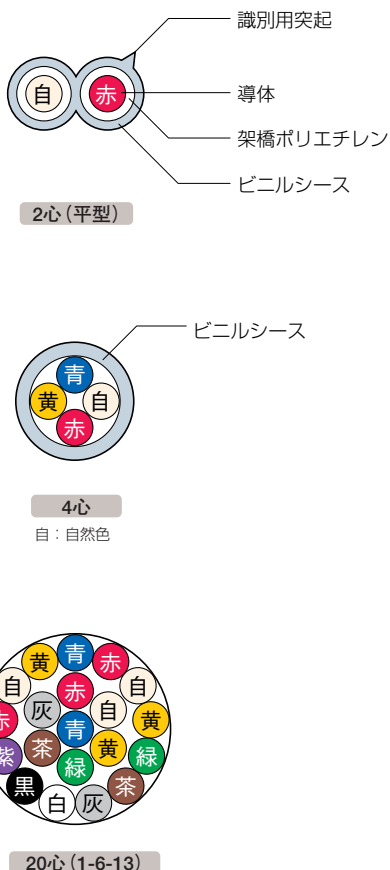 識別用突起
自 赤
導体
架橋ポリエチレン
ビニルシース
2心(平型)
ビニルシース
青
黄 自
赤
4心
自:自然色
黄 青 赤
自 赤 自
赤 灰 自 黄
青
紫 茶 黄 緑
緑
黒 茶
白 灰
20心(1-6-13)